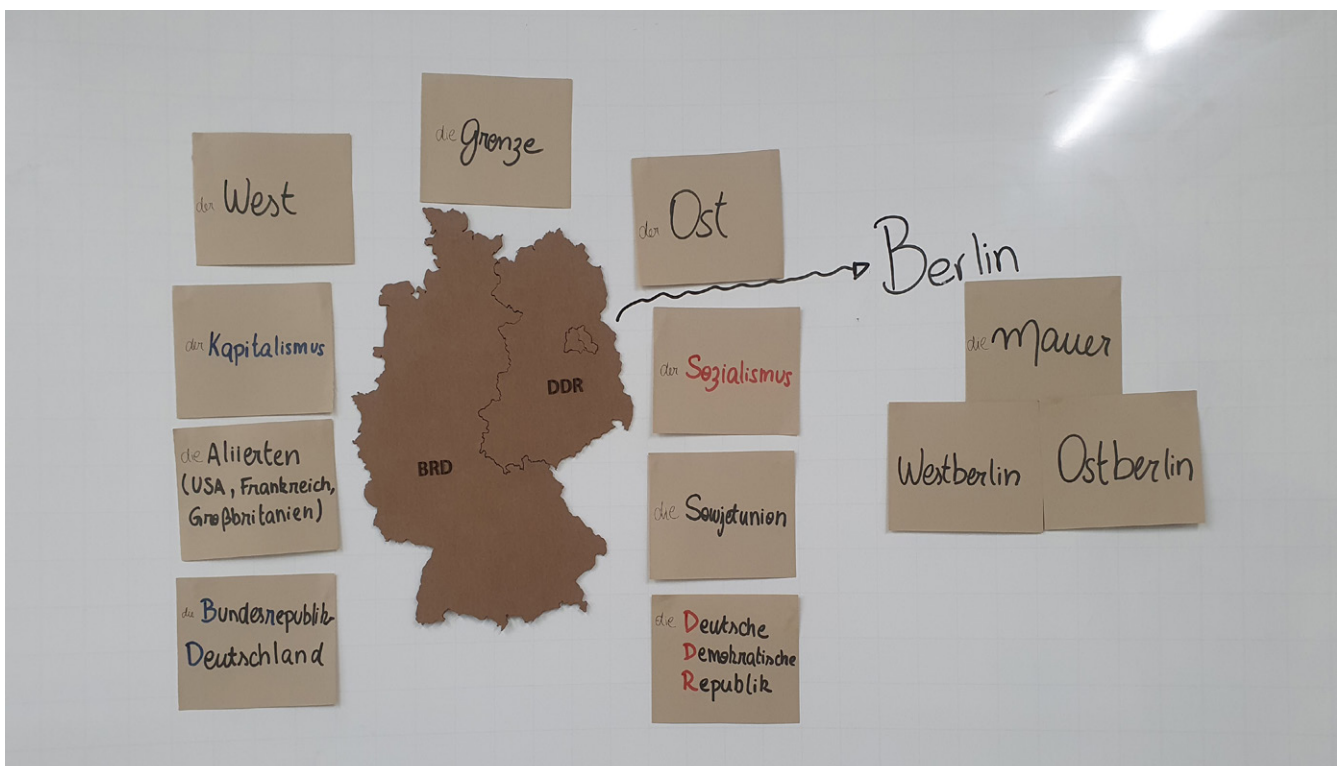 die Grenze
der West
der Ost
Berlin
der Kapitalismus
der Sozialismus
die Mauer
DDR
BRD
die Aliierten
(USA, Frankreich,
Großbritanien)
die Sowjetunion
Westberlin
Ostberlin
die Bundesrepublik
Deutschland
die Deutsche
Demokratische
Republik